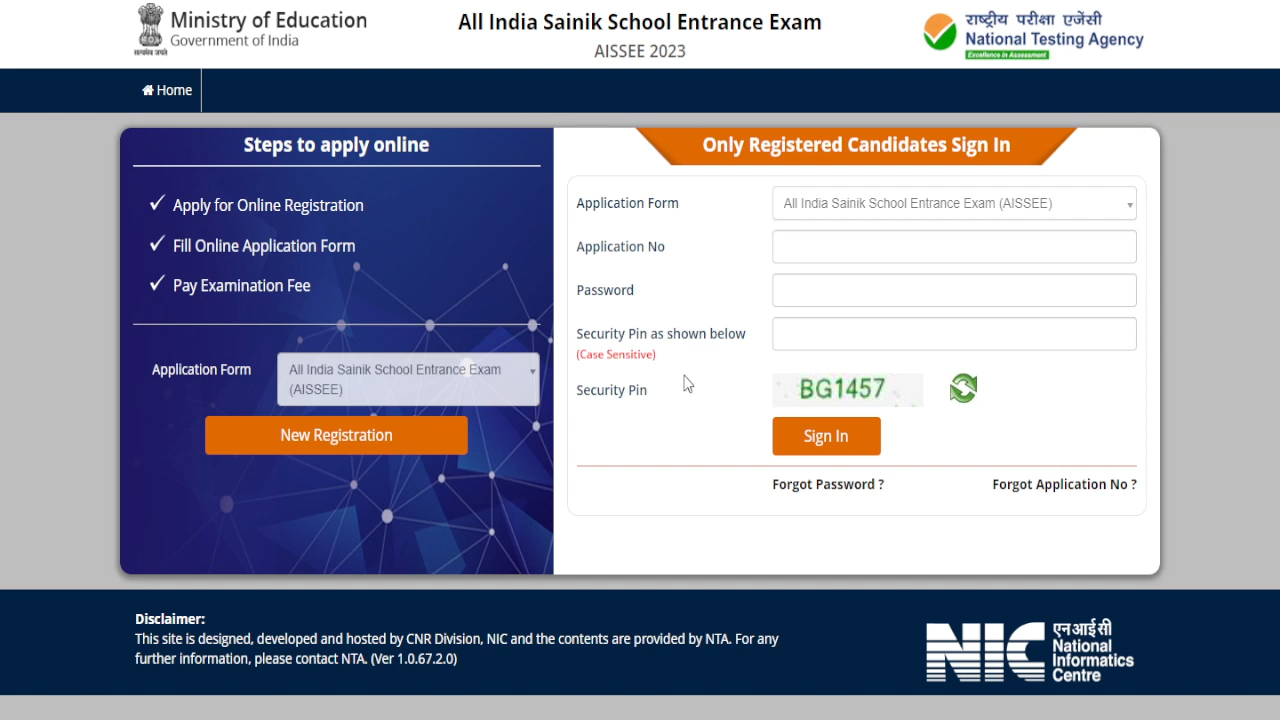 Ministry of Education
Government of India
सत्यमेव जयते
All India Sainik School Entrance Exam
AISSEE 2023
राष्ट्रीय परीक्षा एजेंसी
National Testing Agency
Excellence in Assessment
Home
Steps to apply online
Apply for Online Registration
Fill Online Application Form
Pay Examination Fee
Application Form
All India Sainik School Entrance Exam
(AISSEE)
New Registration
Only Registered Candidates Sign In
Application Form
All India Sainik School Entrance Exam (AISSEE)
Application No
Password
Security Pin as shown below
(Case Sensitive)
Security Pin
BG1457
Sign In
Forgot Password ?
Forgot Application No ?
Disclaimer:
This site is designed, developed and hosted by CNR Division, NIC and the contents are provided by NTA. For any
further information, please contact NTA. (Ver 1.0.67.2.0)
NIC
एन आई सी
National
Informatics
Centre